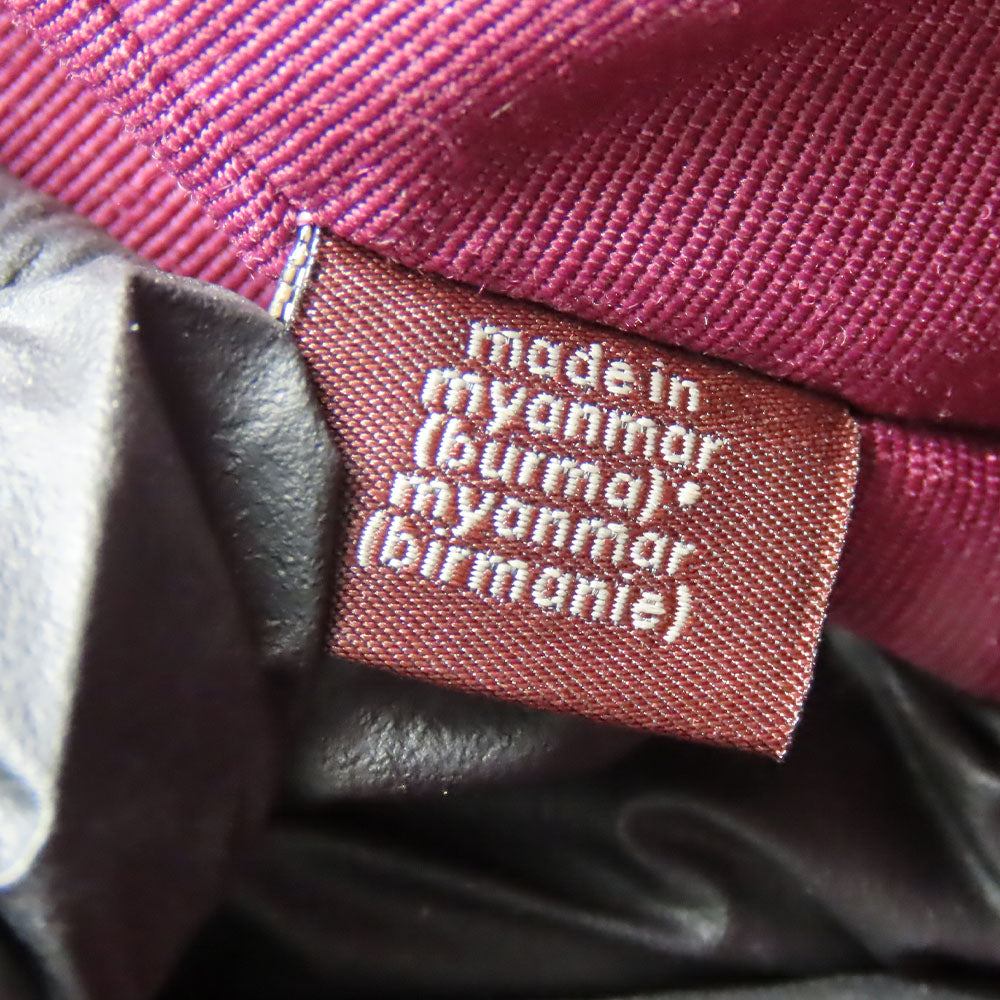 made in
myanmar
(burma) •
myanmar
(birmanie)